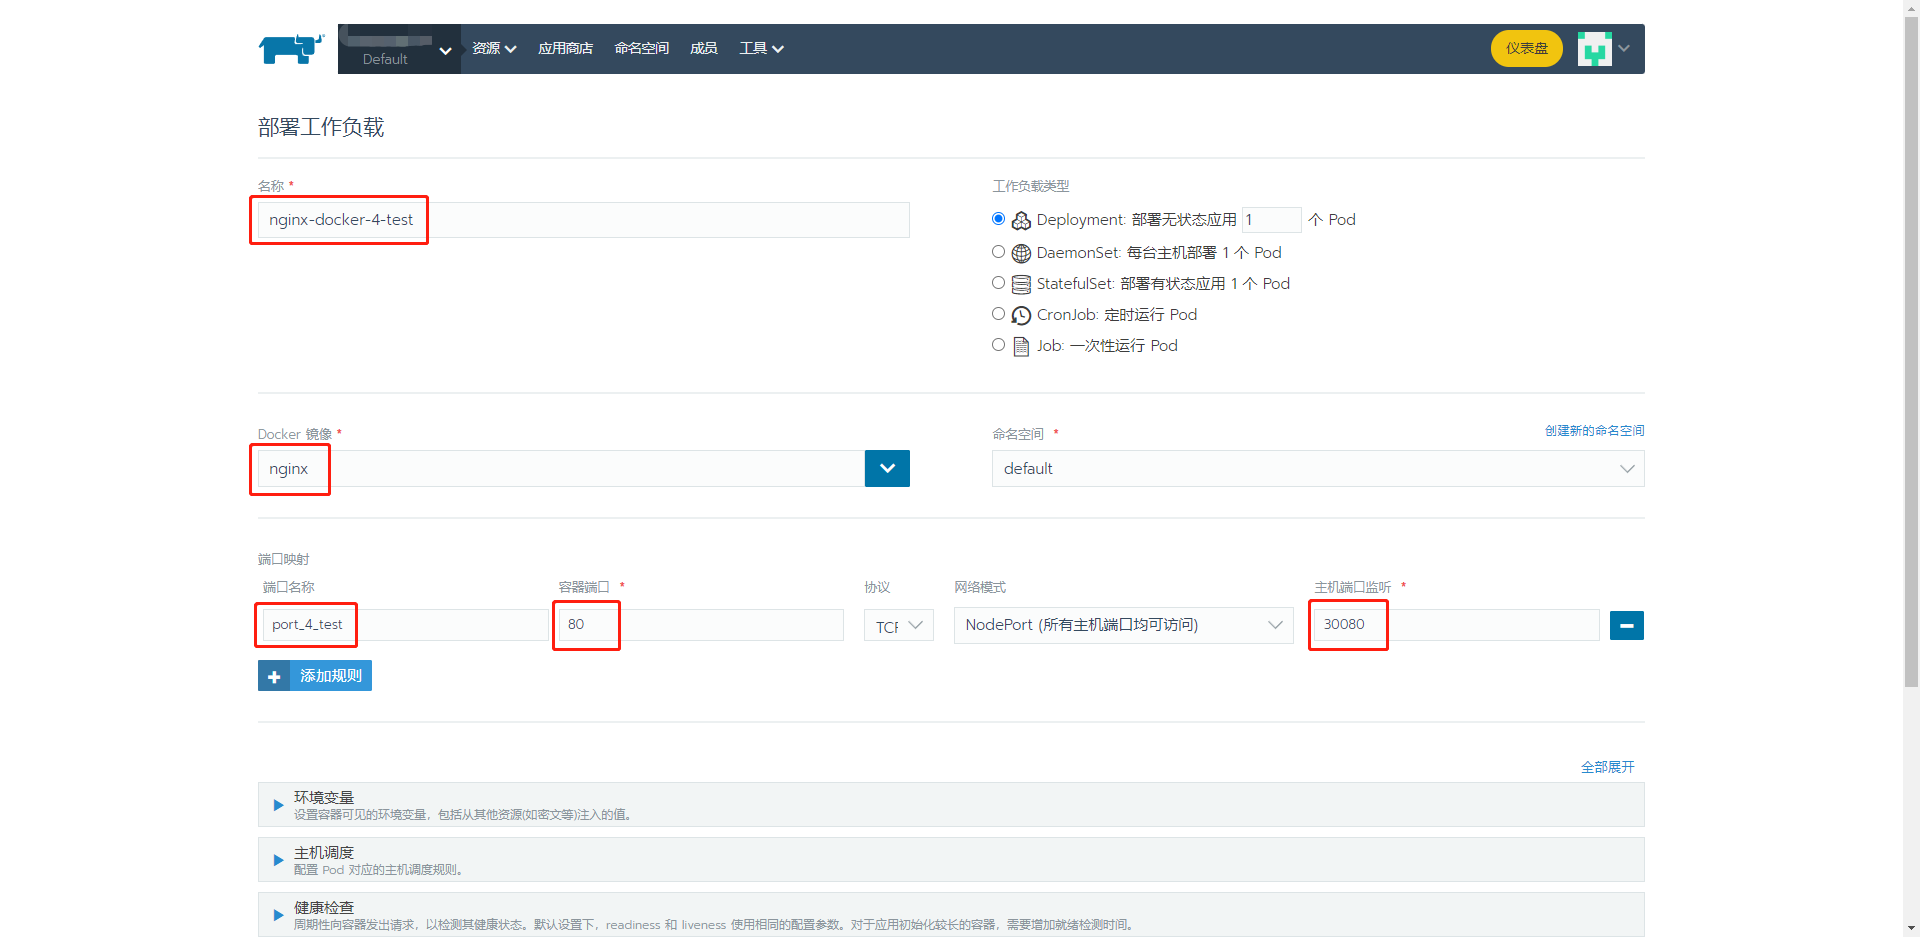 Default
资源 应用商店 命名空间 成员 工具 仪表盘
部署工作负载
名称 *
nginx-docker-4-test
工作负载类型
Deployment: 部署无状态应用 1 个 Pod
DaemonSet: 每台主机部署 1 个 Pod
StatefulSet: 部署有状态应用 1 个 Pod
CronJob: 定时运行 Pod
Job: 一次性运行 Pod
Docker 镜像 *
nginx
命名空间 *
创建新的命名空间
default
端口映射
端口名称 容器端口 * 协议 网络模式 主机端口监听 *
port_4_test 80 TCP NodePort (所有主机端口均可访问) 30080
添加规则
全部展开
环境变量
设置容器可见的环境变量，包括从其他资源(如密文等)注入的值。
主机调度
配置 Pod 对应的主机调度规则。
健康检查
周期性向容器发出请求，以检测其健康状态。默认设置下，readiness 和 liveness 使用相同的配置参数。对于应用初始化较长的容器，需要增加就绪检测时间。